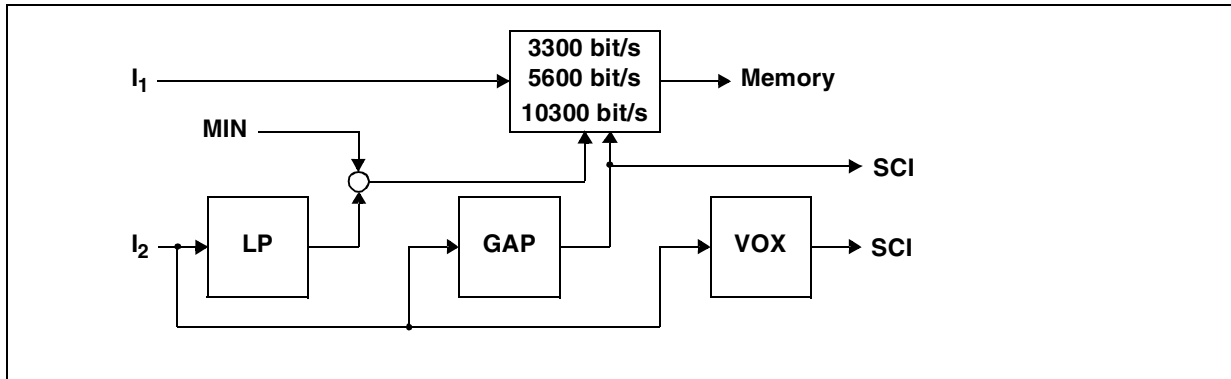 3300 bit/s
5600 bit/s
10300 bit/s
I1
Memory
MIN
SCI
I2
LP
GAP
VOX
SCI